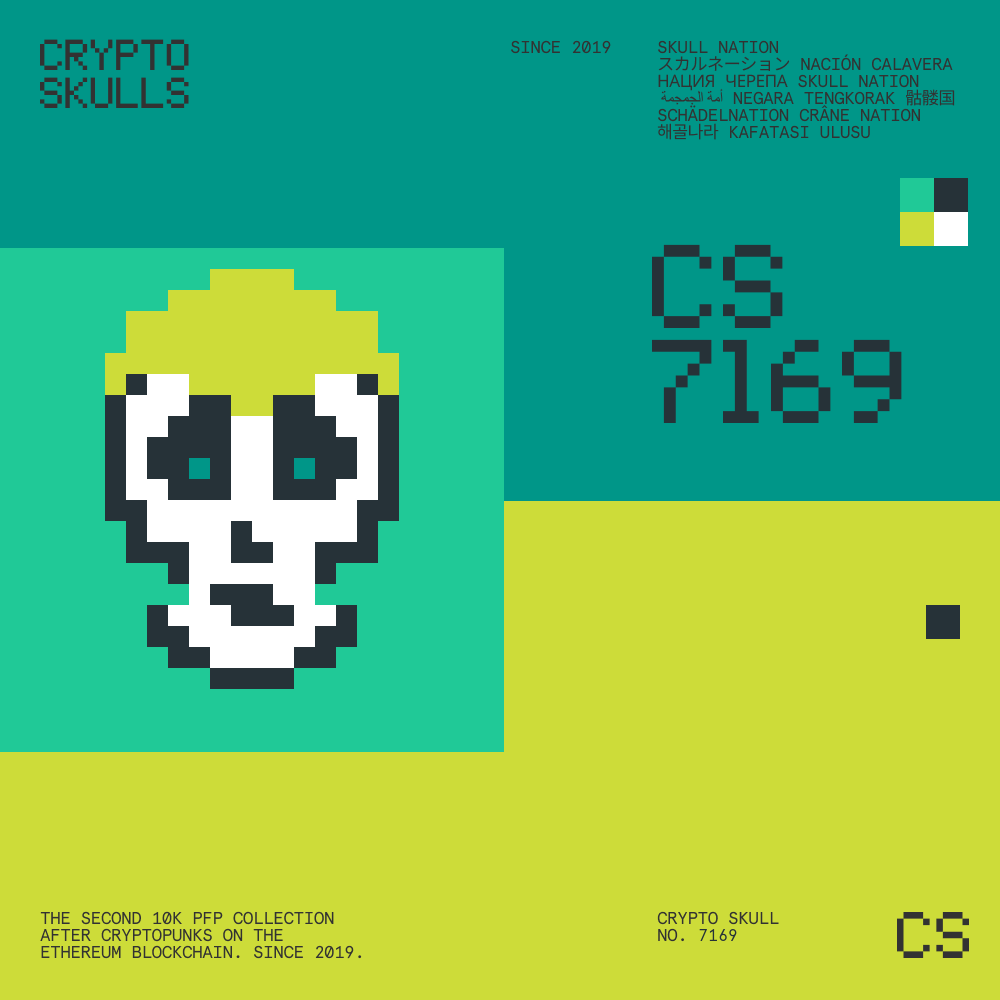 CRYPTO
SKULLS
SINCE 2019
SKULL NATION
スカルネーション NACIÓN CALAVERA
НАЦИЯ ЧЕРЕПА SKULL NATION
أمة الجمجمة NEGARA TENGKORAK 骷髅国
SCHÄDELNATION CRÂNE NATION
해골나라 KAFATASI ULUSU
CS
7169
THE SECOND 10K PFP COLLECTION
AFTER CRYPTOPUNKS ON THE
ETHEREUM BLOCKCHAIN. SINCE 2019.
CRYPTO SKULL
NO. 7169
CS